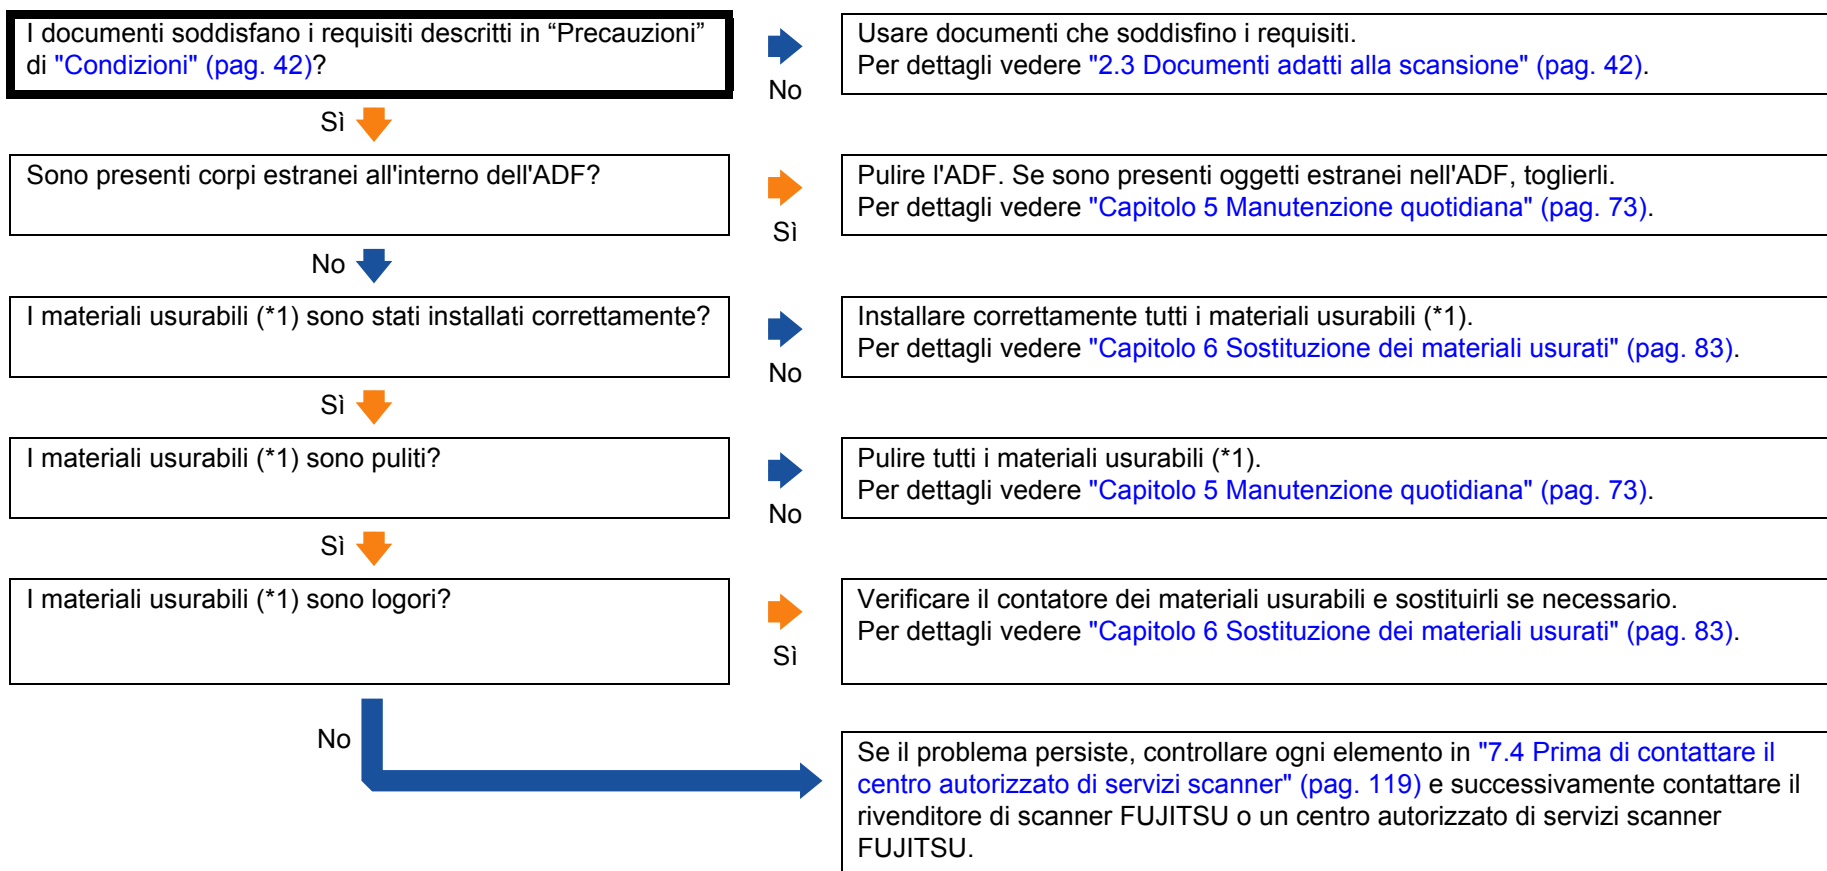 I documenti soddisfano i requisiti descritti in “Precauzioni”
di "Condizioni" (pag. 42)?
No
Usare documenti che soddisfino i requisiti.
Per dettagli vedere "2.3 Documenti adatti alla scansione" (pag. 42).
Sì
Sono presenti corpi estranei all'interno dell'ADF?
Sì
Pulire l'ADF. Se sono presenti oggetti estranei nell'ADF, toglierli.
Per dettagli vedere "Capitolo 5 Manutenzione quotidiana" (pag. 73).
No
I materiali usurabili (*1) sono stati installati correttamente?
No
Installare correttamente tutti i materiali usurabili (*1).
Per dettagli vedere "Capitolo 6 Sostituzione dei materiali usurati" (pag. 83).
Sì
I materiali usurabili (*1) sono puliti?
No
Pulire tutti i materiali usurabili (*1).
Per dettagli vedere "Capitolo 5 Manutenzione quotidiana" (pag. 73).
Sì
I materiali usurabili (*1) sono logori?
Sì
Verificare il contatore dei materiali usurabili e sostituirli se necessario.
Per dettagli vedere "Capitolo 6 Sostituzione dei materiali usurati" (pag. 83).
No
Se il problema persiste, controllare ogni elemento in "7.4 Prima di contattare il
centro autorizzato di servizi scanner" (pag. 119) e successivamente contattare il
rivenditore di scanner FUJITSU o un centro autorizzato di servizi scanner
FUJITSU.